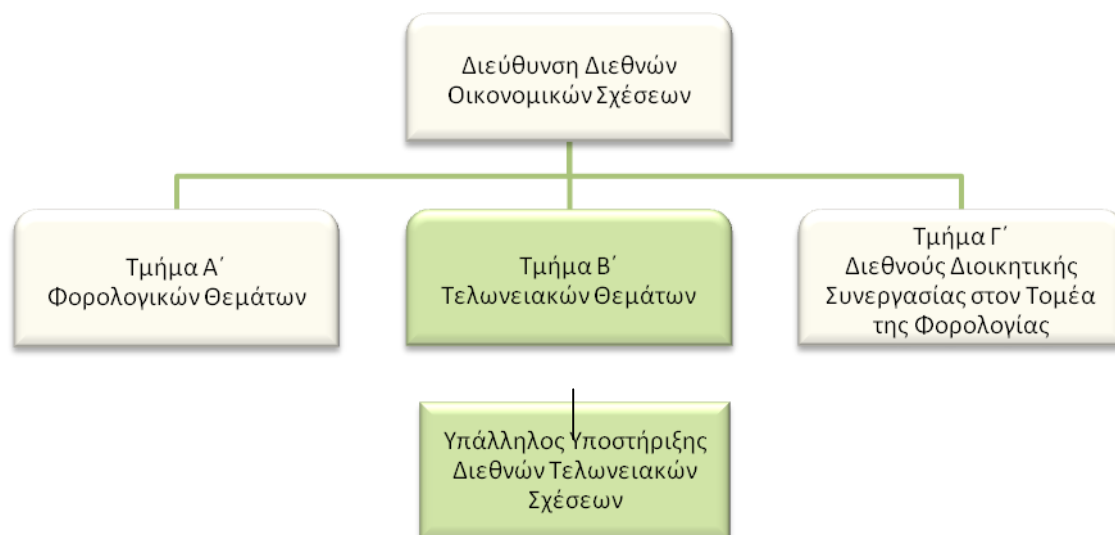 Διεύθυνση Διεθνών
Οικονομικών Σχέσεων
Τμήμα Α΄
Φορολογικών Θεμάτων
Τμήμα Β΄
Τελωνειακών Θεμάτων
Τμήμα Γ΄
Διεθνούς Διοικητικής
Συνεργασίας στον Τομέα
της Φορολογίας
Υπάλληλος Υποστήριξης
Διεθνών Τελωνειακών
Σχέσεων